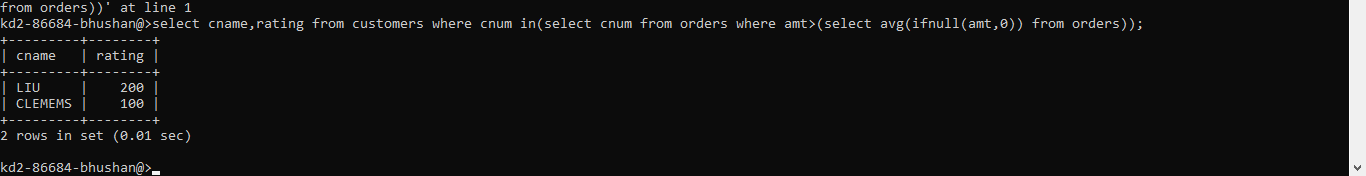 from orders))' at line 1
kd2-86684-bhushan@>select cname,rating from customers where cnum in(select cnum from orders where amt>(select avg(ifnull(amt,0)) from orders));
+---------+--------+
| cname   | rating |
+---------+--------+
| LIU     |    200 |
| CLEMEMS |    100 |
+---------+--------+
2 rows in set (0.01 sec)
kd2-86684-bhushan@>